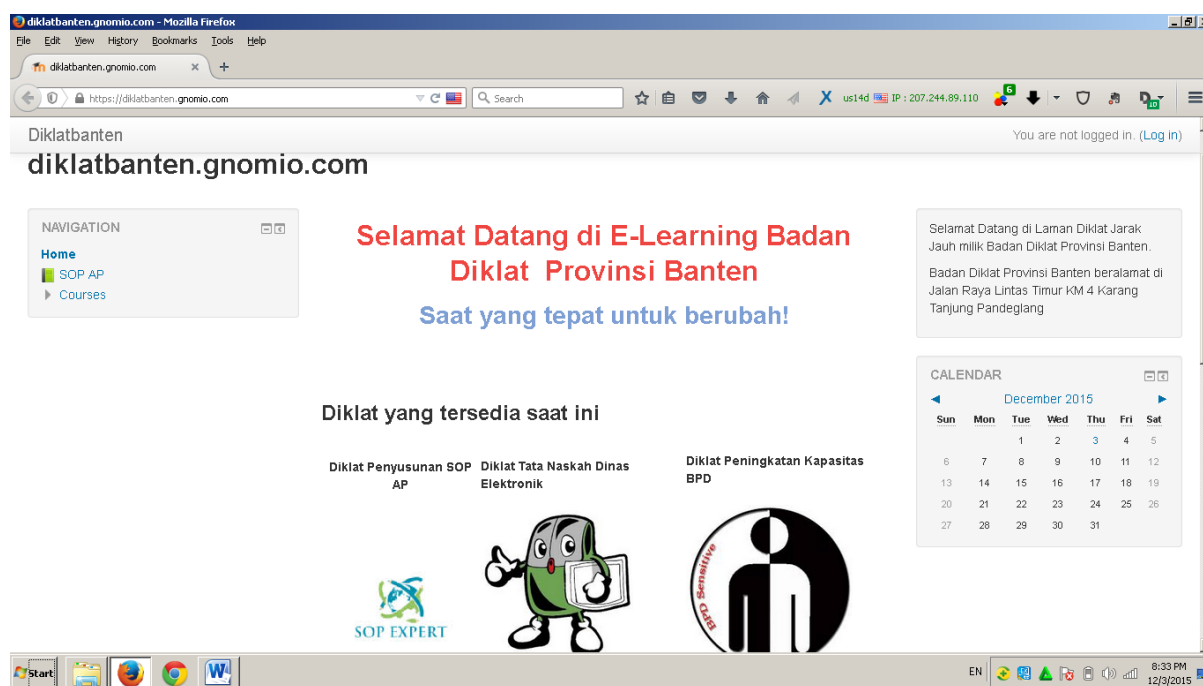 diklatbanten.gnomio.com - Mozilla Firefox
File Edit View History Bookmarks Tools Help
diklatbanten.gnomio.com
https://diklatbanten.gnomio.com
Search
us14d IP : 207.244.89.110
6
10
Diklatbanten
You are not logged in. (Log in)
diklatbanten.gnomio.com
NAVIGATION
Home
SOP AP
Courses
Selamat Datang di E-Learning Badan
Diklat Provinsi Banten
Saat yang tepat untuk berubah!
Diklat yang tersedia saat ini
Diklat Penyusunan SOP
AP
Diklat Tata Naskah Dinas
Elektronik
Diklat Peningkatan Kapasitas
BPD
SOP EXPERT
BPD Sensitive
Selamat Datang di Laman Diklat Jarak
Jauh milik Badan Diklat Provinsi Banten.
Badan Diklat Provinsi Banten beralamat di
Jalan Raya Lintas Timur KM 4 Karang
Tanjung Pandeglang
CALENDAR
December 2015
Sun Mon Tue Wed Thu Fri Sat
1 2 3 4 5
6 7 8 9 10 11 12
13 14 15 16 17 18 19
20 21 22 23 24 25 26
27 28 29 30 31
Start
EN
8:33 PM
12/3/2015